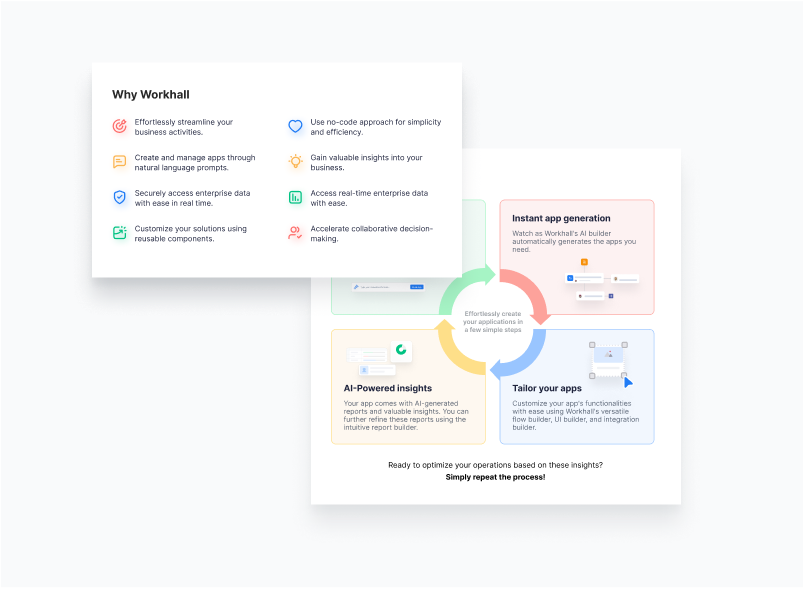 Why Workhall
Effortlessly streamline your
business activities.
Use no-code approach for simplicity
and efficiency.
Create and manage apps through
natural language prompts.
Gain valuable insights into your
business.
Securely access enterprise data
with ease in real time.
Access real-time enterprise data
with ease.
Customize your solutions using
reusable components.
Accelerate collaborative decision-
making.
Instant app generation
Watch as Workhall's AI builder
automatically generates the apps you
need.
Effortlessly create
your applications in
a few simple steps
AI-Powered insights
Your app comes with AI-generated
reports and valuable insights. You can
further refine these reports using the
intuitive report builder.
Tailor your apps
Customize your app's functionalities
with ease using Workhall's versatile
flow builder, UI builder, and integration
builder.
Ready to optimize your operations based on these insights?
Simply repeat the process!